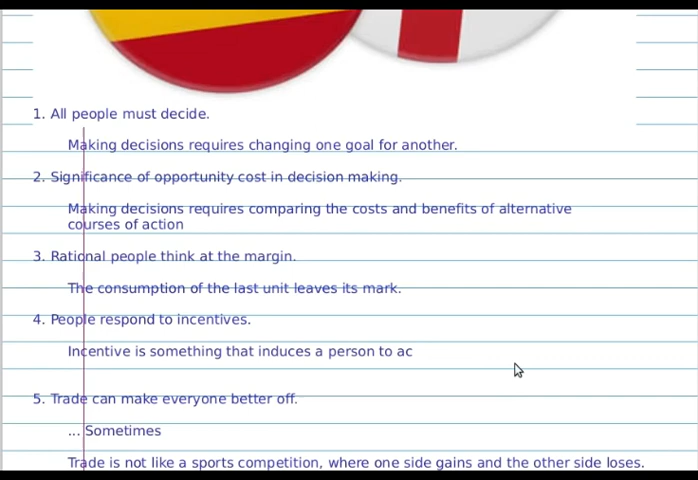 1. All people must decide.
Making decisions requires changing one goal for another.
2. Significance of opportunity cost in decision making.
Making decisions requires comparing the costs and benefits of alternative
courses of action
3. Rational people think at the margin.
The consumption of the last unit leaves its mark.
4. People respond to incentives.
Incentive is something that induces a person to ac
5. Trade can make everyone better off.
... Sometimes
Trade is not like a sports competition, where one side gains and the other side loses.